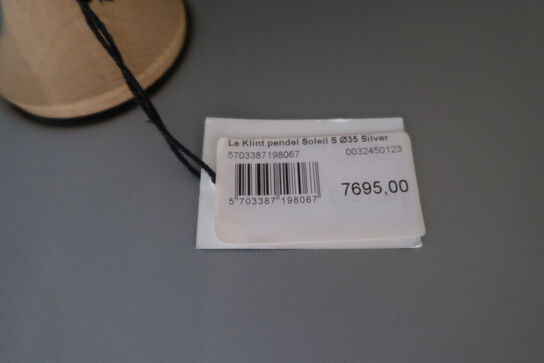 Le Klint pendel Soleil S Ø35 Silver
5703387198067 0032450123
7695,00
5 703387 198067